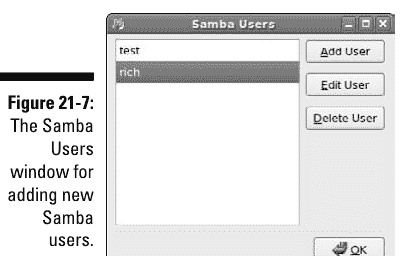 Samba Users
test
rich
Add User
Edit User
Delete User
OK
Figure 21-7:
The Samba
Users
window for
adding new
Samba
users.